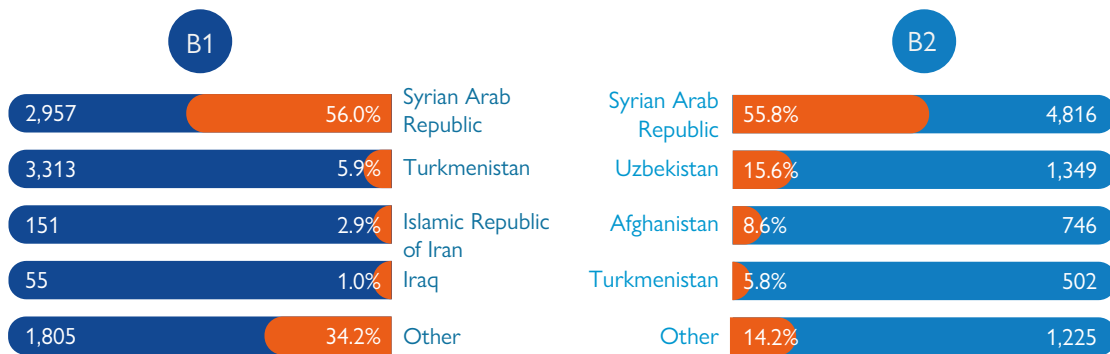 B1
2,957 56.0% Syrian Arab
Republic
3,313 5.9% Turkmenistan
151 2.9% Islamic Republic
of Iran
55 1.0% Iraq
1,805 34.2% Other
B2
Syrian Arab
Republic 55.8% 4,816
Uzbekistan 15.6% 1,349
Afghanistan 8.6% 746
Turkmenistan 5.8% 502
Other 14.2% 1,225